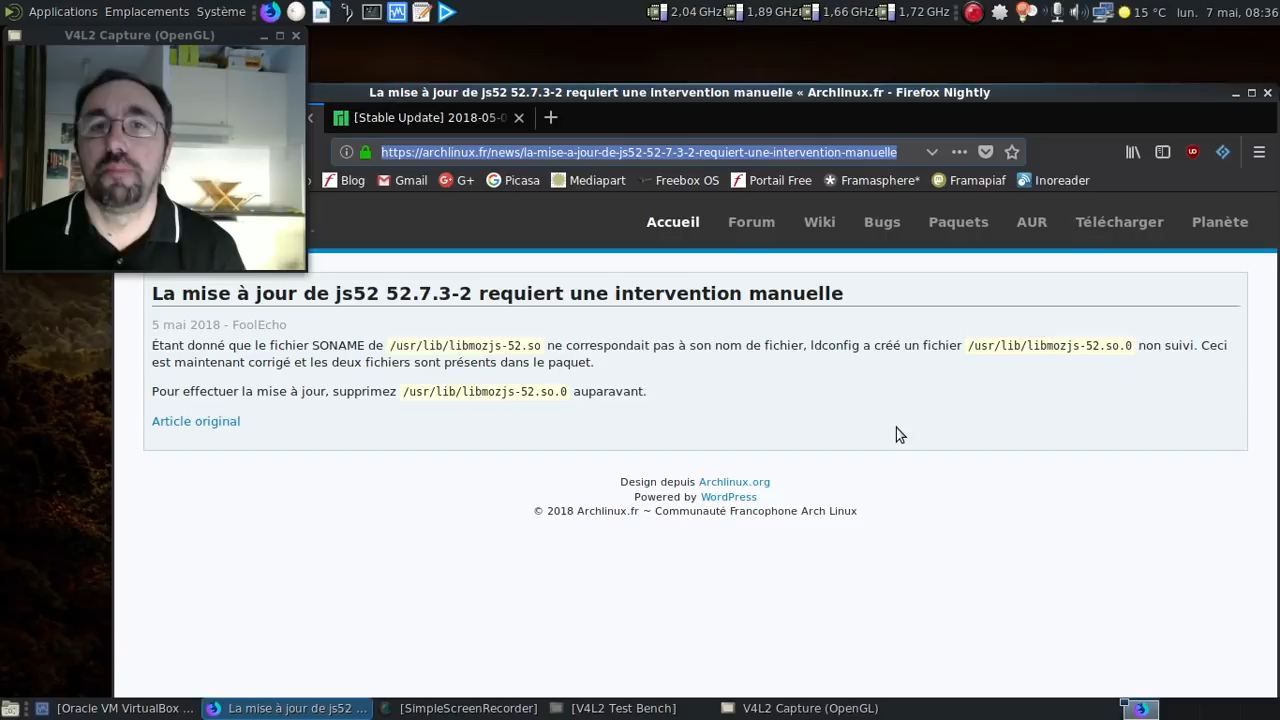 Applications Emplacements Système
2,04 GHz 1,89 GHz 1,66 GHz 1,72 GHz 15 °C lun. 7 mai, 08:36
V4L2 Capture (OpenGL)
La mise à jour de js52 52.7.3-2 requiert une intervention manuelle « Archlinux.fr - Firefox Nightly
[Stable Update] 2018-05-0
https://archlinux.fr/news/la-mise-a-jour-de-js52-52-7-3-2-requiert-une-intervention-manuelle
Blog Gmail G+ Picasa Mediapart Freebox OS Portail Free Framasphere* Framapiaf Inoreader
Accueil Forum Wiki Bugs Paquets AUR Télécharger Planète
La mise à jour de js52 52.7.3-2 requiert une intervention manuelle
5 mai 2018 - FoolEcho
Étant donné que le fichier SONAME de /usr/lib/libmozjs-52.so ne correspondait pas à son nom de fichier, ldconfig a créé un fichier /usr/lib/libmozjs-52.so.0 non suivi. Ceci
est maintenant corrigé et les deux fichiers sont présents dans le paquet.
Pour effectuer la mise à jour, supprimez /usr/lib/libmozjs-52.so.0 auparavant.
Article original
Design depuis Archlinux.org
Powered by WordPress
© 2018 Archlinux.fr ~ Communauté Francophone Arch Linux
[Oracle VM VirtualBox ... La mise à jour de js52 ... [SimpleScreenRecorder] [V4L2 Test Bench] V4L2 Capture (OpenGL)